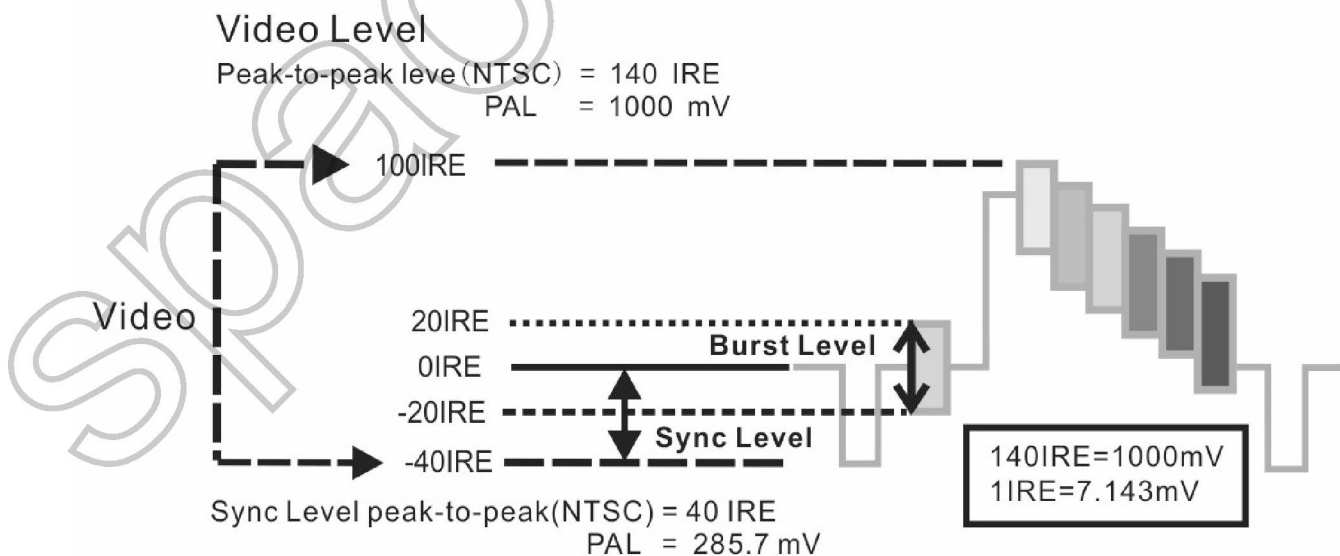 Video Level
Peak-to-peak leve (NTSC) = 140 IRE
PAL = 1000 mV
100IRE
Video
20IRE
Burst Level
0IRE
-20IRE
Sync Level
-40IRE
140IRE=1000mV
1IRE=7.143mV
Sync Level peak-to-peak(NTSC) = 40 IRE
PAL = 285.7 mV